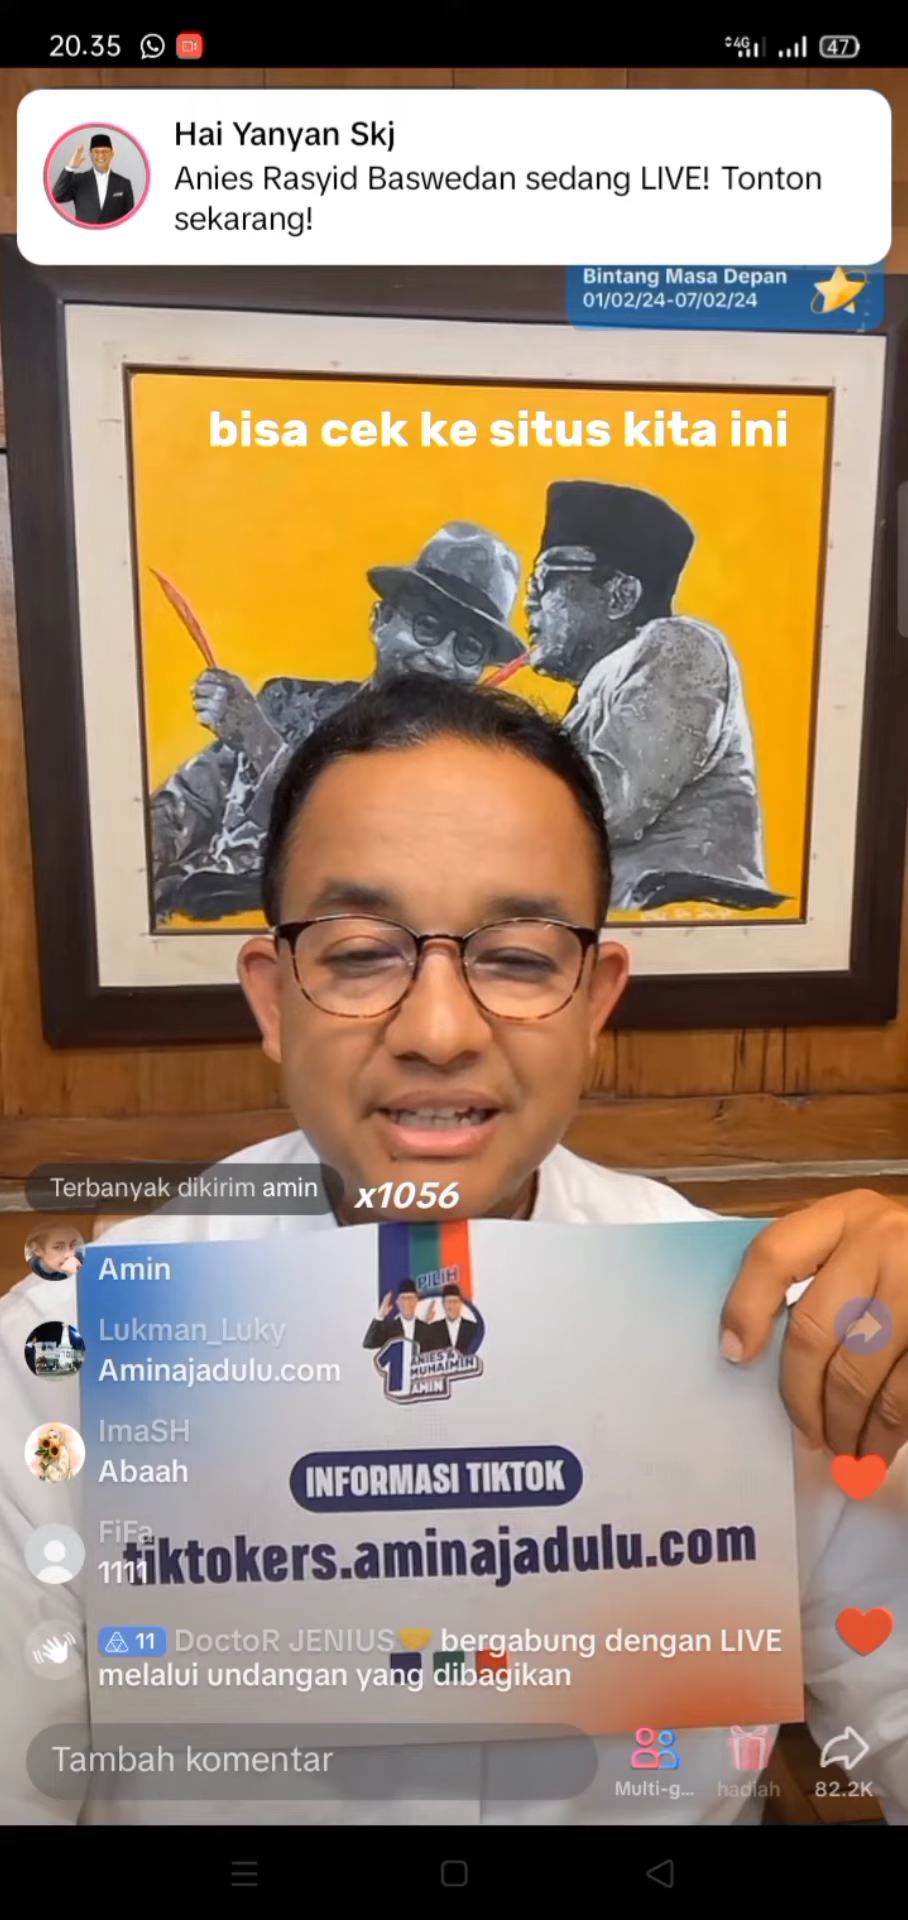 20.35
4G
47
Hai Yanyan Skj
Anies Rasyid Baswedan sedang LIVE! Tonton
sekarang!
Bintang Masa Depan
01/02/24-07/02/24
bisa cek ke situs kita ini
Terbanyak dikirim amin x1056
Amin
PILIH
1
ANIES &
MUHAIMIN
AMIN
Lukman_Luky
Aminajadulu.com
ImaSH
Abaah
INFORMASI TIKTOK
FiFa
1111
tiktokers.aminajadulu.com
11 DoctoR JENIUS🤝 bergabung dengan LIVE
melalui undangan yang dibagikan
Tambah komentar
Multi-g...
hadiah
82.2K